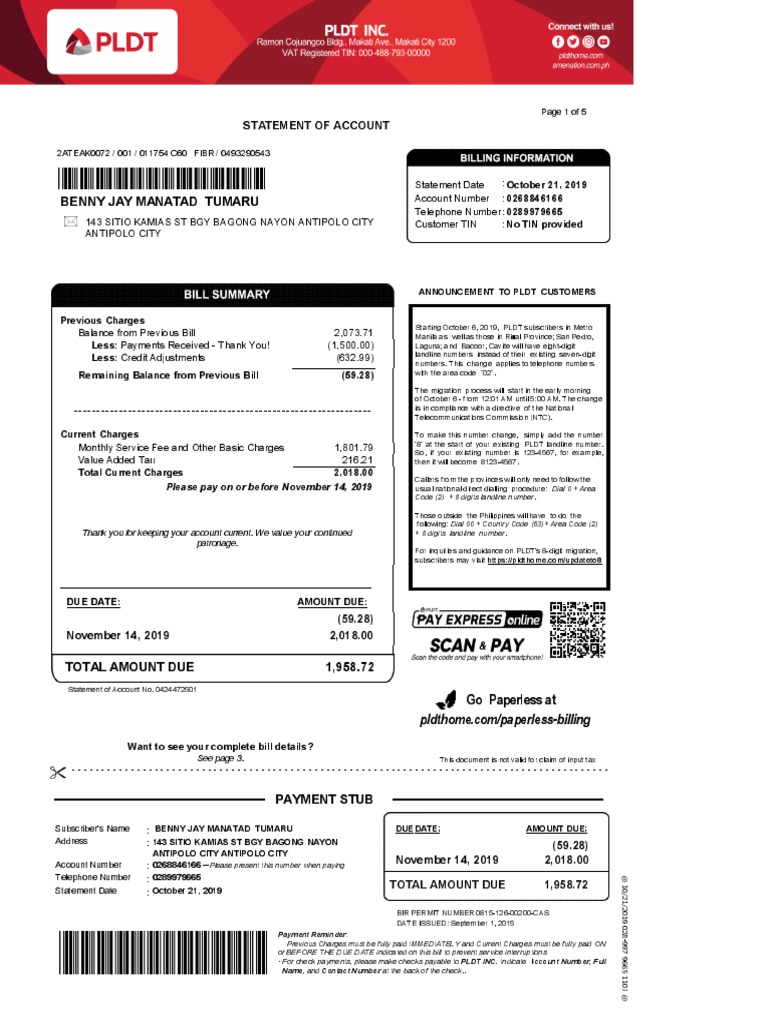 PLDT
PLDT INC.
Ramon Cojuangco Bldg., Makati Ave., Makati City 1200
VAT Registered TIN: 000-488-793-00000
Connect with us!
pldthome.com
smenation.com.ph
Page 1 of 5
STATEMENT OF ACCOUNT
2ATEAK0072 / 001 / 011754 C60 FIBR / 0493290543
BENNY JAY MANATAD TUMARU
143 SITIO KAMIAS ST BGY BAGONG NAYON ANTIPOLO CITY
ANTIPOLO CITY
BILLING INFORMATION
Statement Date : October 21, 2019
Account Number : 0268846166
Telephone Number : 0289979665
Customer TIN : No TIN provided
BILL SUMMARY
Previous Charges
Balance from Previous Bill 2,073.71
Less: Payments Received - Thank You! (1,500.00)
Less: Credit Adjustments (632.99)
Remaining Balance from Previous Bill (59.28)
Current Charges
Monthly Service Fee and Other Basic Charges 1,801.79
Value Added Tax 216.21
Total Current Charges 2,018.00
Please pay on or before November 14, 2019
Thank you for keeping your account current. We value your continued
patronage.
DUE DATE: AMOUNT DUE:
(59.28)
November 14, 2019 2,018.00
TOTAL AMOUNT DUE 1,958.72
Statement of Account No. 0424472501
ANNOUNCEMENT TO PLDT CUSTOMERS
Starting October 6, 2019, PLDT subscribers in Metro
Manila as well as those in Rizal Province; San Pedro,
Laguna; and Bacoor, Cavite will have eight-digit
landline numbers instead of their existing seven-digit
numbers. This change applies to telephone numbers
with the area code "02".
The migration process will start in the early morning
of October 6 - from 12:01 AM until 5:00 AM. The change
is in compliance with a directive of the National
Telecommunications Commission (NTC).
To make this number change, simply add the number
'8' at the start of your existing PLDT landline number.
So, if your existing number is 123-4567, for example,
then it will become 8123-4567.
Callers from the provinces will only need to follow the
usual national direct dialling procedure: Dial 0 + Area
Code (2) + 8 digits landline number.
Those outside the Philippines will have to do the
following: Dial 00 + Country Code (63) + Area Code (2)
+ 8 digits landline number.
For inquiries and guidance on PLDT's 8-digit migration,
subscribers may visit https://pldthome.com/updateto8
PLDT
PAY EXPRESS online
SCAN & PAY
Scan the code and pay with your smartphone!
Go Paperless at
pldthome.com/paperless-billing
Want to see your complete bill details?
See page 3.
This document is not valid for claim of input tax
PAYMENT STUB
Subscriber's Name : BENNY JAY MANATAD TUMARU
Address : 143 SITIO KAMIAS ST BGY BAGONG NAYON
ANTIPOLO CITY ANTIPOLO CITY
Account Number : 0268846166 – Please present this number when paying
Telephone Number : 0289979665
Statement Date : October 21, 2019
DUE DATE: AMOUNT DUE:
(59.28)
November 14, 2019 2,018.00
TOTAL AMOUNT DUE 1,958.72
BIR PERMIT NUMBER 0815-126-00200-CAS
DATE ISSUED: September 1, 2015
Payment Reminder:
Previous Charges must be fully paid IMMEDIATELY and Current Charges must be fully paid ON
or BEFORE THE DUE DATE indicated on this bill to prevent service interruptions
- For check payments, please make checks payable to PLDT INC. Indicate Account Number, Full
Name, and Contact Number at the back of the check..
@ 10/21/2019 028-997 9665 1101 @